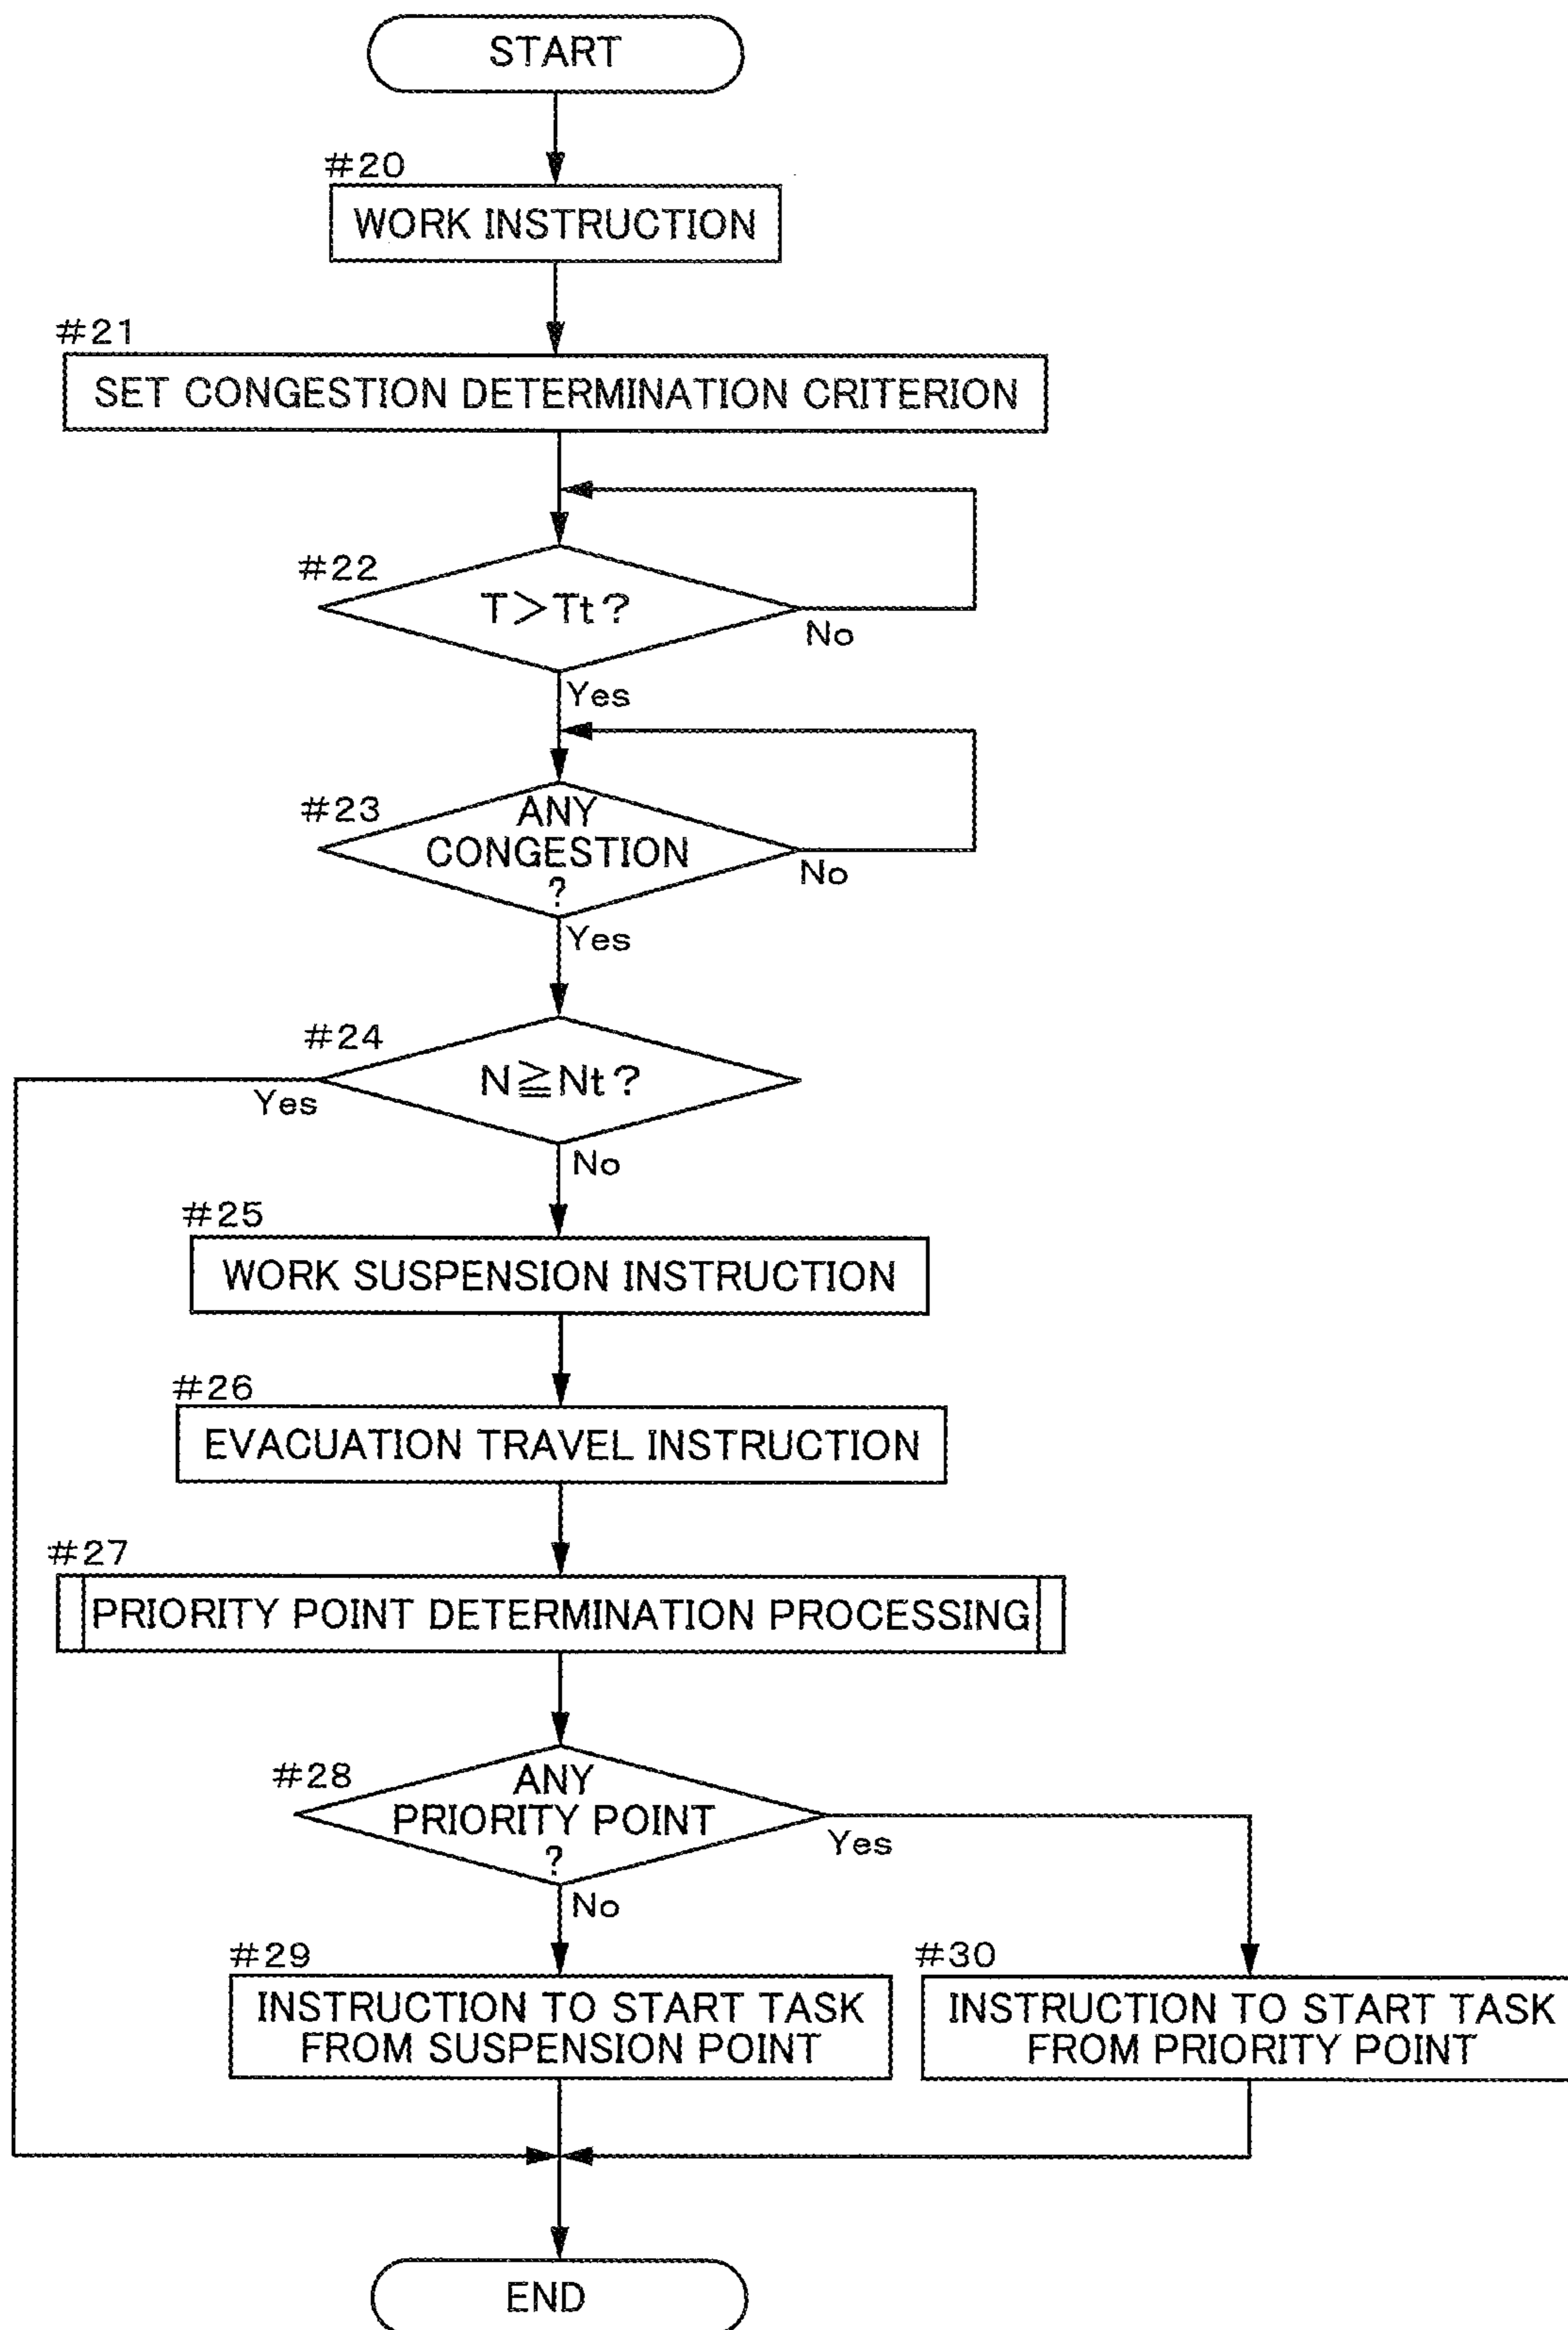 START
#20
WORK INSTRUCTION
#21
SET CONGESTION DETERMINATION CRITERION
#22
T>Tt?
No
Yes
#23
ANY
CONGESTION
?
No
Yes
#24
N≧Nt?
Yes
No
#25
WORK SUSPENSION INSTRUCTION
#26
EVACUATION TRAVEL INSTRUCTION
#27
PRIORITY POINT DETERMINATION PROCESSING
#28
ANY
PRIORITY POINT
?
Yes
No
#29
INSTRUCTION TO START TASK
FROM SUSPENSION POINT
#30
INSTRUCTION TO START TASK
FROM PRIORITY POINT
END